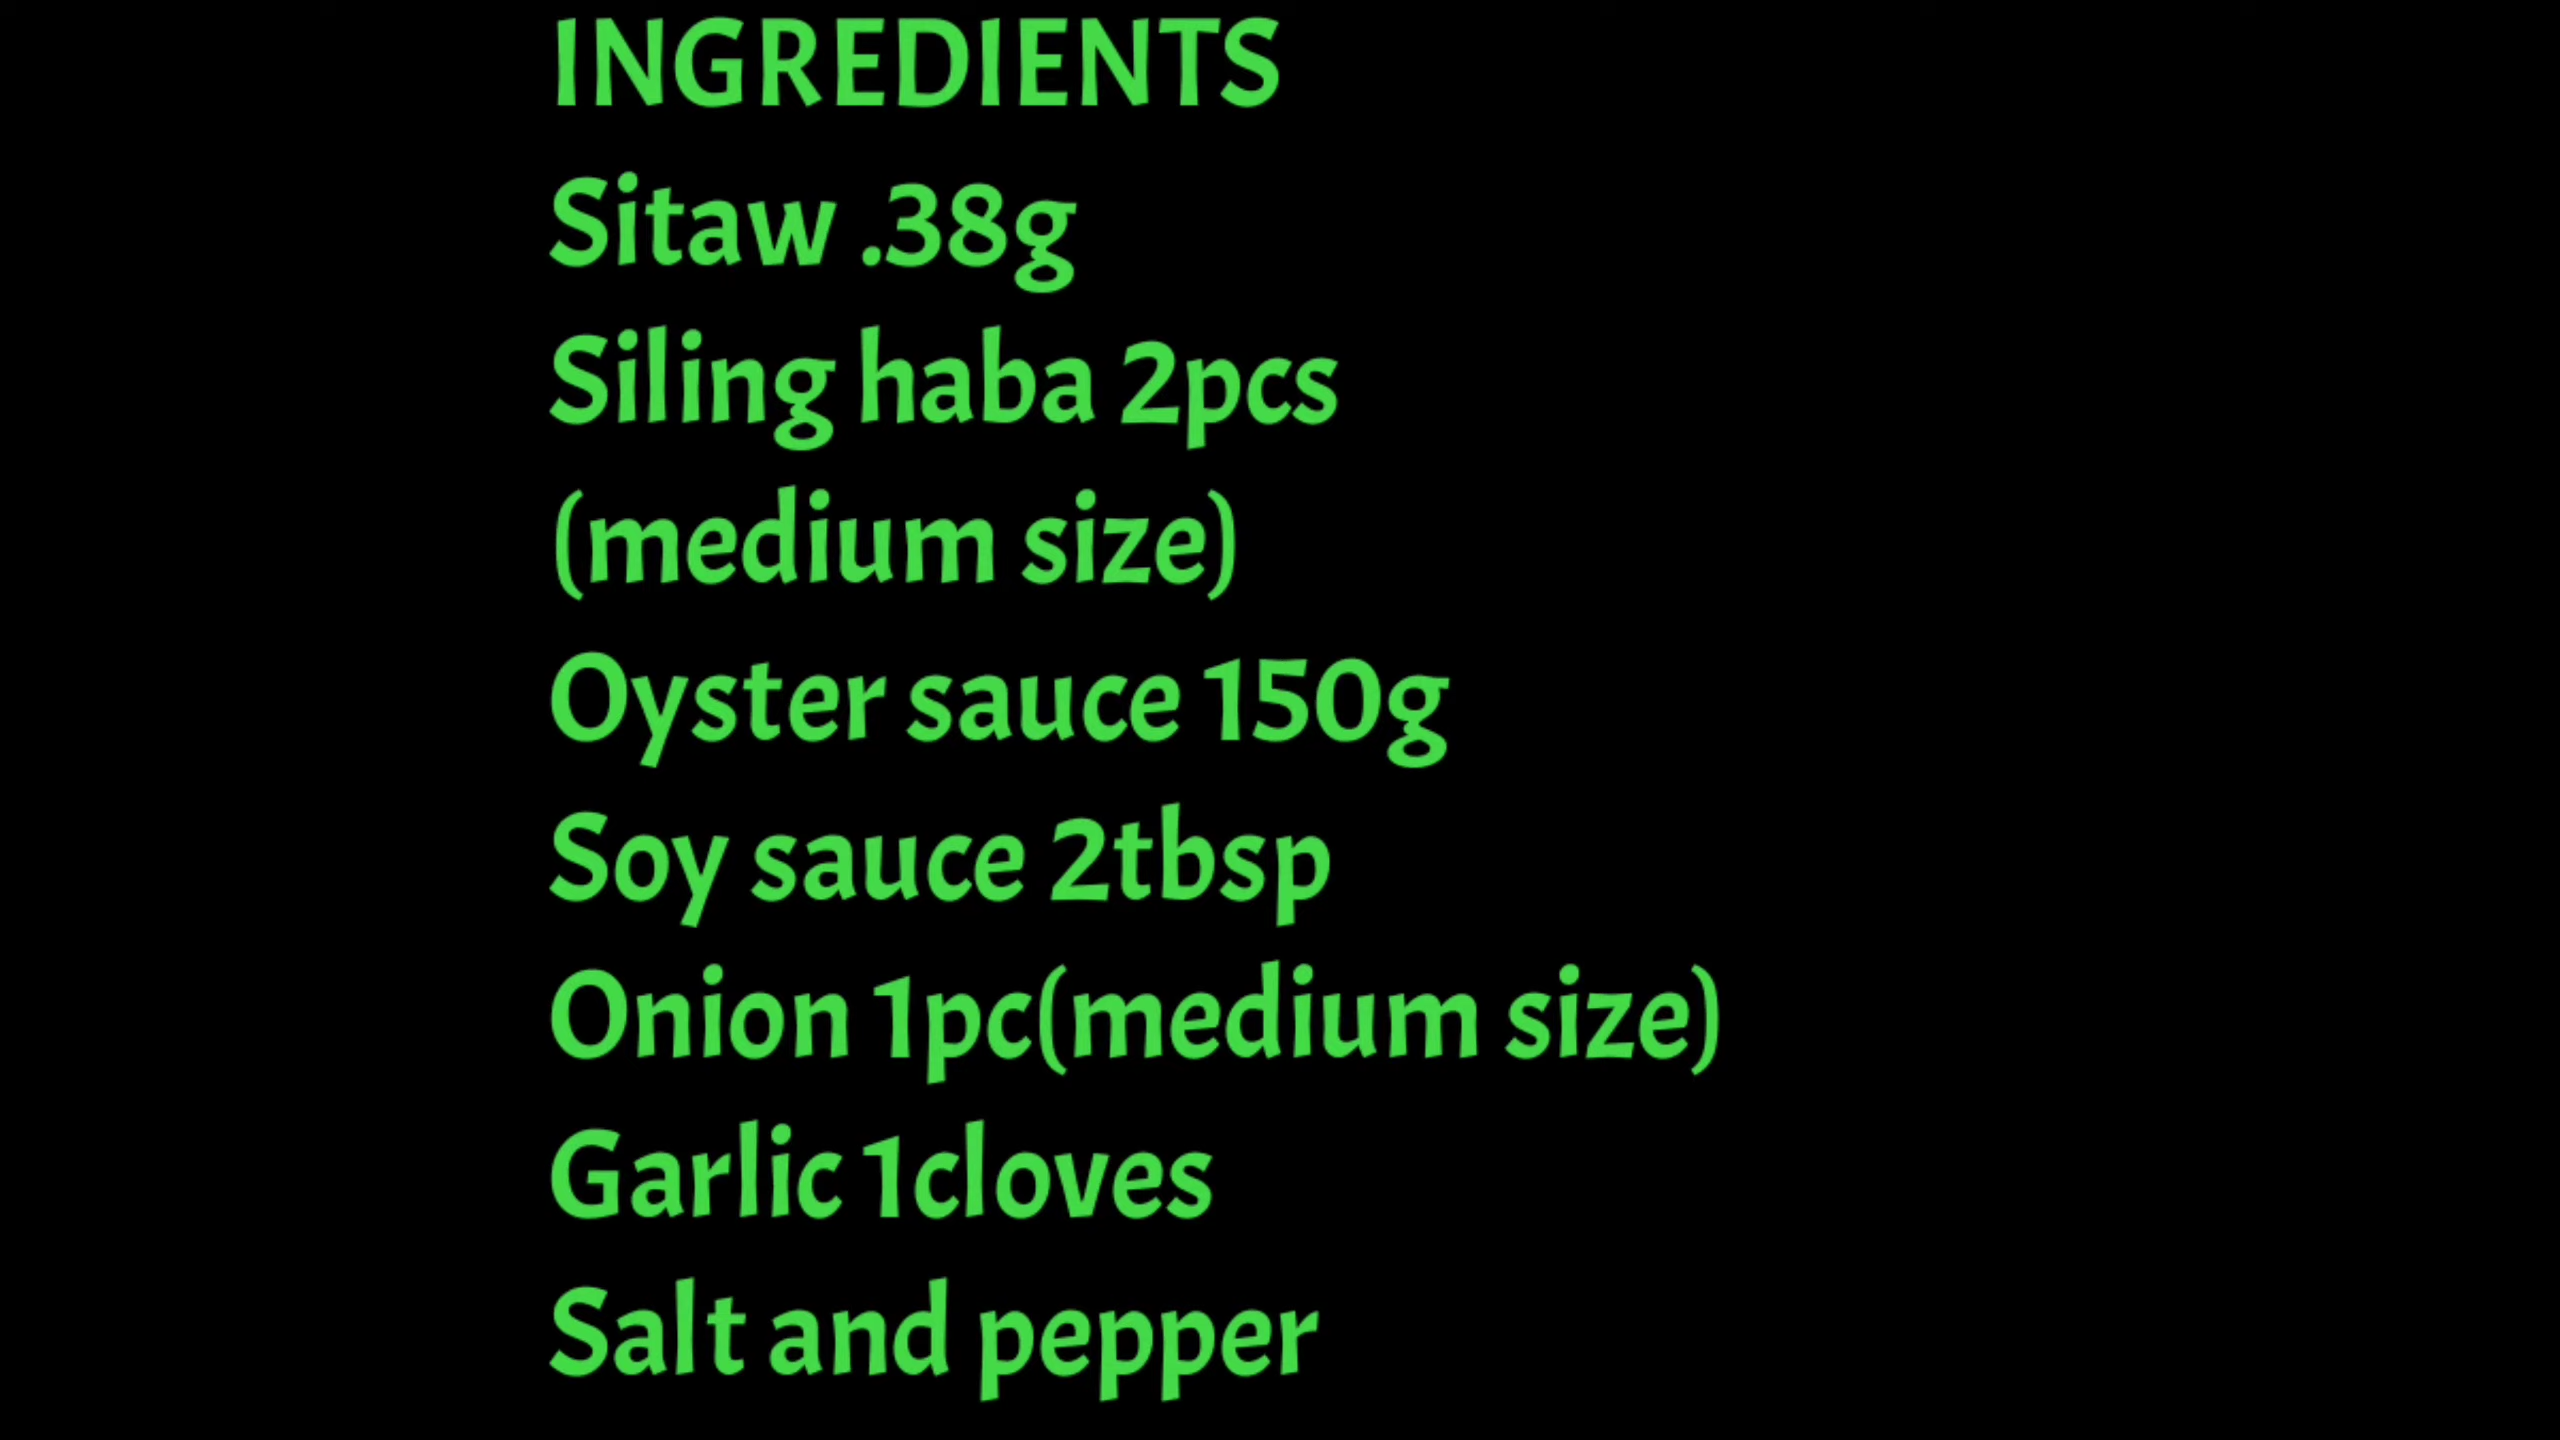 INGREDIENTS
Sitaw .38g
Siling haba 2pcs
(medium size)
Oyster sauce 150g
Soy sauce 2tbsp
Onion 1pc(medium size)
Garlic 1cloves
Salt and pepper